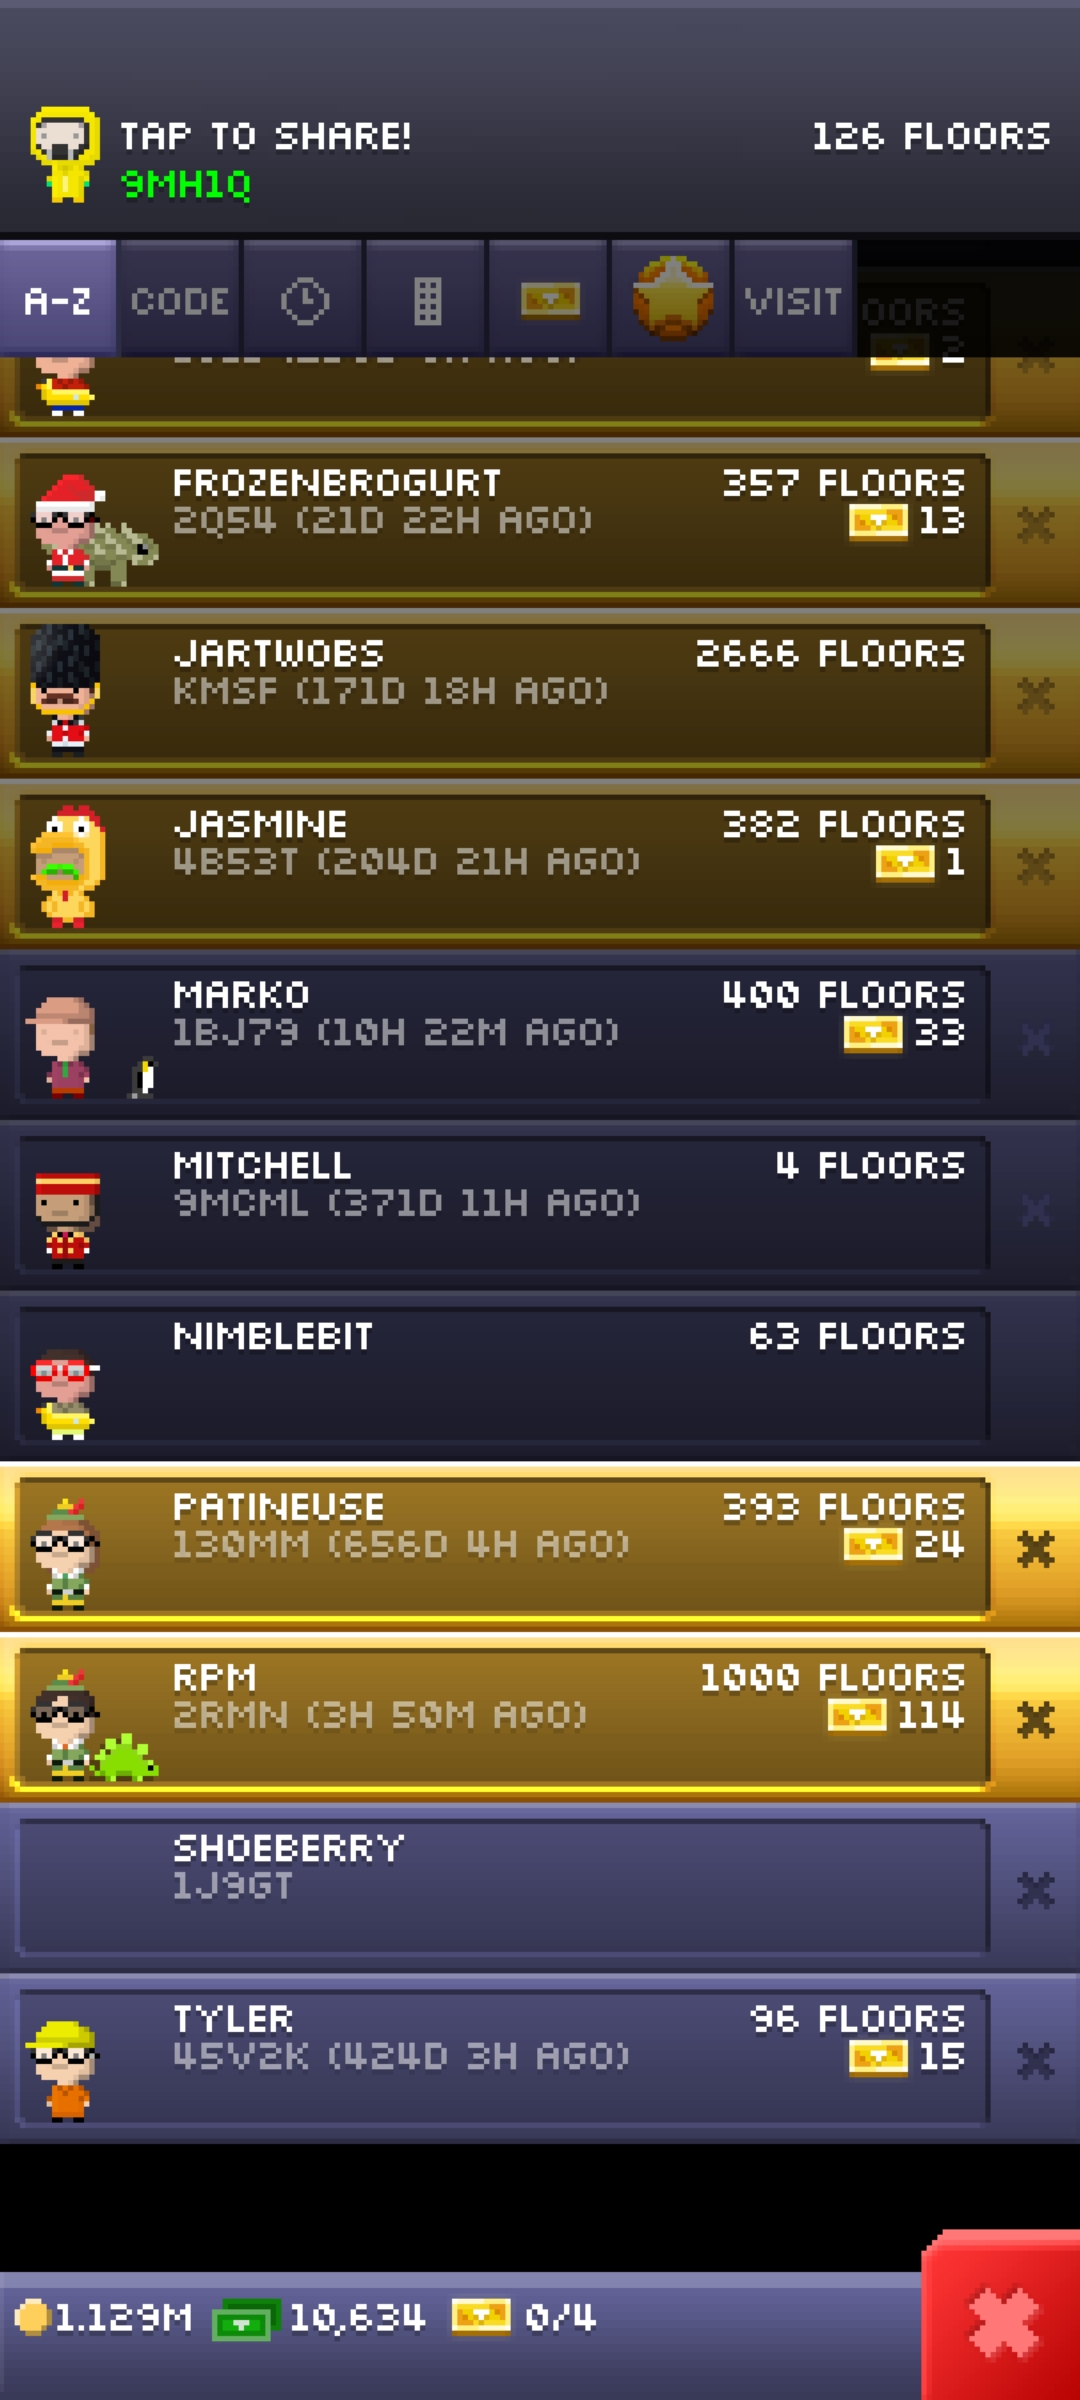 TAP TO SHARE!
126 FLOORS
9MH1Q
A-Z
CODE
VISIT
2
FROZENBROGURT
357 FLOORS
2Q54 (21D 22H AGO)
13
JARTWOBS
2666 FLOORS
KMSF (171D 18H AGO)
JASMINE
382 FLOORS
4B53T (204D 21H AGO)
1
MARKO
400 FLOORS
1BJ79 (10H 22M AGO)
33
MITCHELL
4 FLOORS
9MCML (371D 11H AGO)
NIMBLEBIT
63 FLOORS
PATINEUSE
393 FLOORS
130MM (656D 4H AGO)
24
RPM
1000 FLOORS
2RMN (3H 50M AGO)
114
SHOEBERRY
1J9GT
TYLER
96 FLOORS
45V2K (424D 3H AGO)
15
1.129M 10,634 0/4